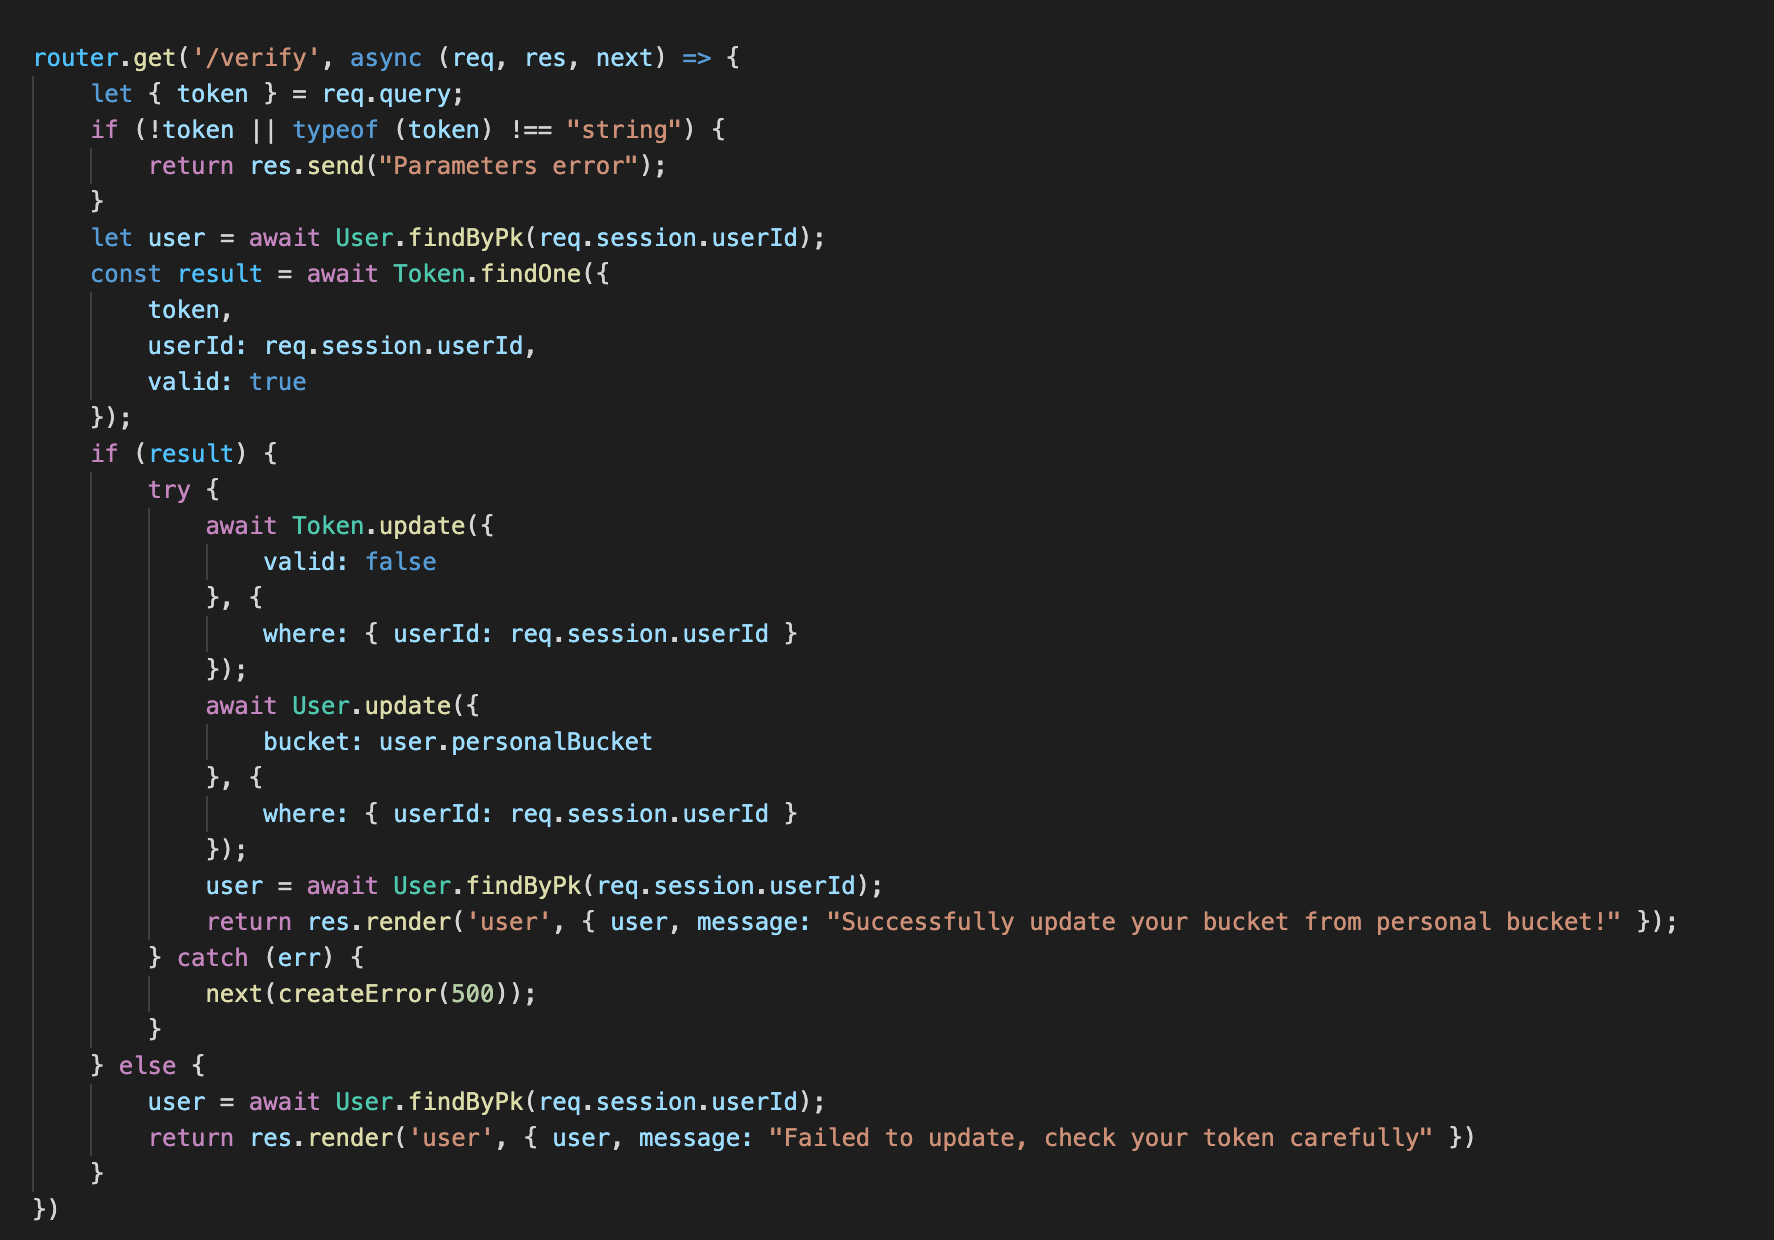 router.get('/verify', async (req, res, next) => {
    let { token } = req.query;
    if (!token || typeof (token) !== "string") {
        return res.send("Parameters error");
    }
    let user = await User.findByPk(req.session.userId);
    const result = await Token.findOne({
        token,
        userId: req.session.userId,
        valid: true
    });
    if (result) {
        try {
            await Token.update({
                valid: false
            }, {
                where: { userId: req.session.userId }
            });
            await User.update({
                bucket: user.personalBucket
            }, {
                where: { userId: req.session.userId }
            });
            user = await User.findByPk(req.session.userId);
            return res.render('user', { user, message: "Successfully update your bucket from personal bucket!" });
        } catch (err) {
            next(createError(500));
        }
    } else {
        user = await User.findByPk(req.session.userId);
        return res.render('user', { user, message: "Failed to update, check your token carefully" })
    }
})